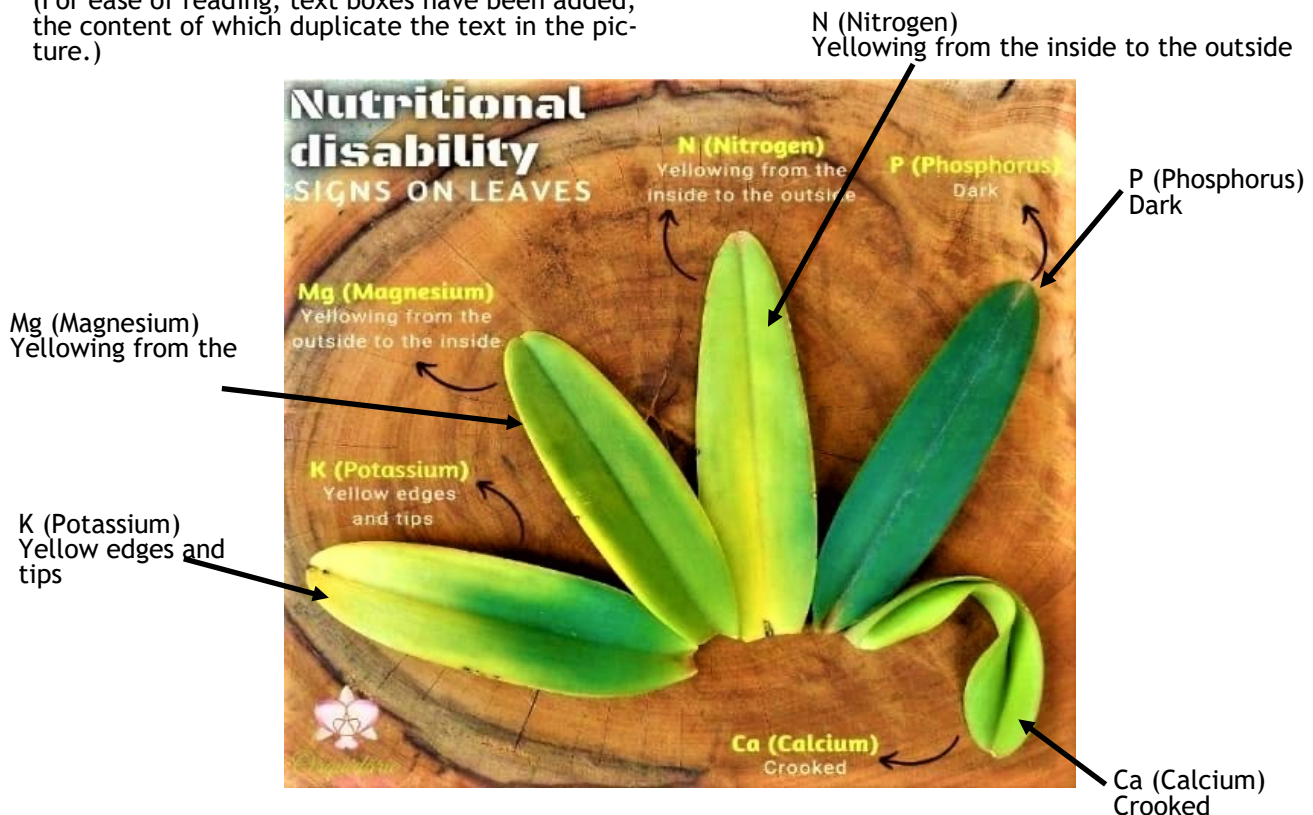 (For ease of reading, text boxes have been added,
the content of which duplicate the text in the pic-
ture.)
N (Nitrogen)
Yellowing from the inside to the outside
Nutritional
disability
SIGNS ON LEAVES
N (Nitrogen)
Yellowing from the
inside to the outside
P (Phosphorus)
Dark
P (Phosphorus)
Dark
Mg (Magnesium)
Yellowing from the
outside to the inside
Mg (Magnesium)
Yellowing from the
K (Potassium)
Yellow edges
and tips
K (Potassium)
Yellow edges and
tips
Ca (Calcium)
Crooked
Ca (Calcium)
Crooked